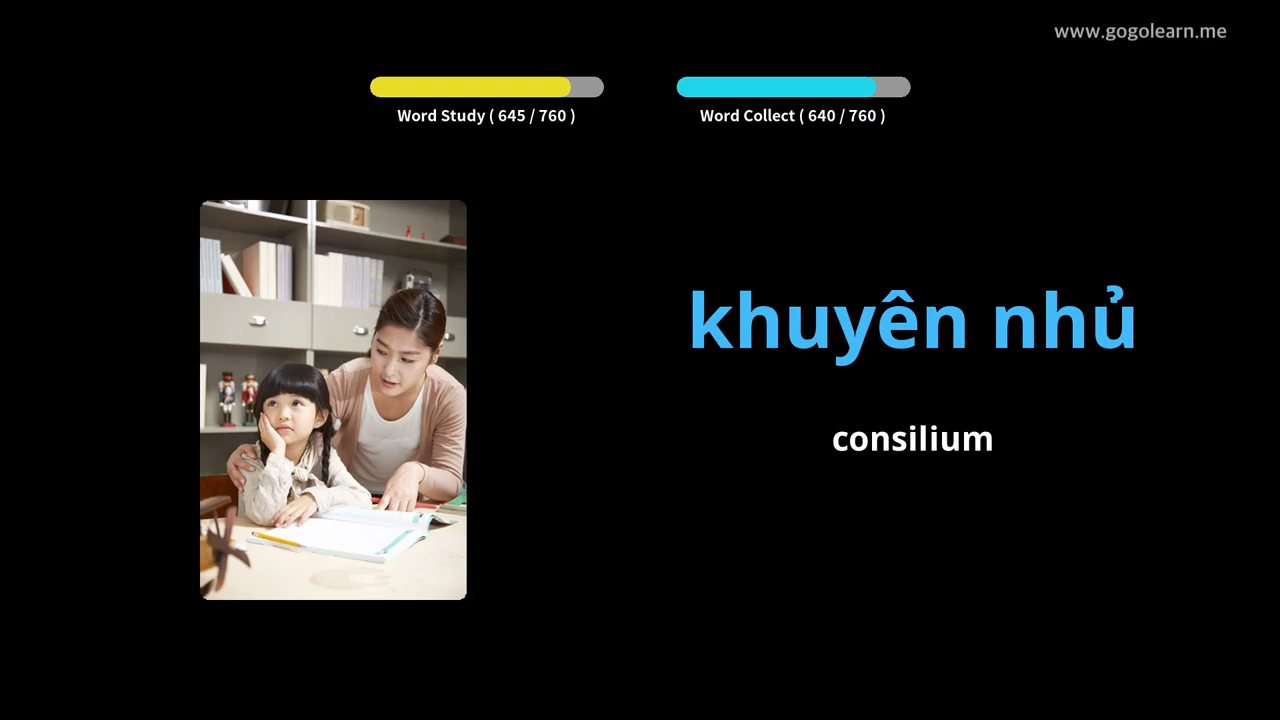 www.gogolearn.me
Word Study ( 645 / 760 )
Word Collect ( 640 / 760 )
khuyên nhủ
consilium